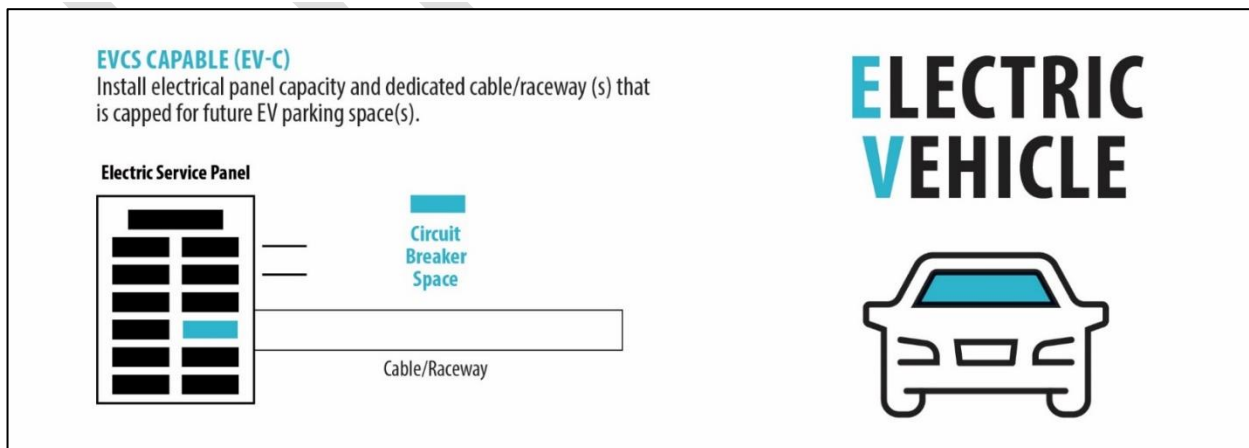 EVCS CAPABLE (EV-C)
Install electrical panel capacity and dedicated cable/raceway (s) that
is capped for future EV parking space(s).
Electric Service Panel
Circuit
Breaker
Space
Cable/Raceway
ELECTRIC
VEHICLE